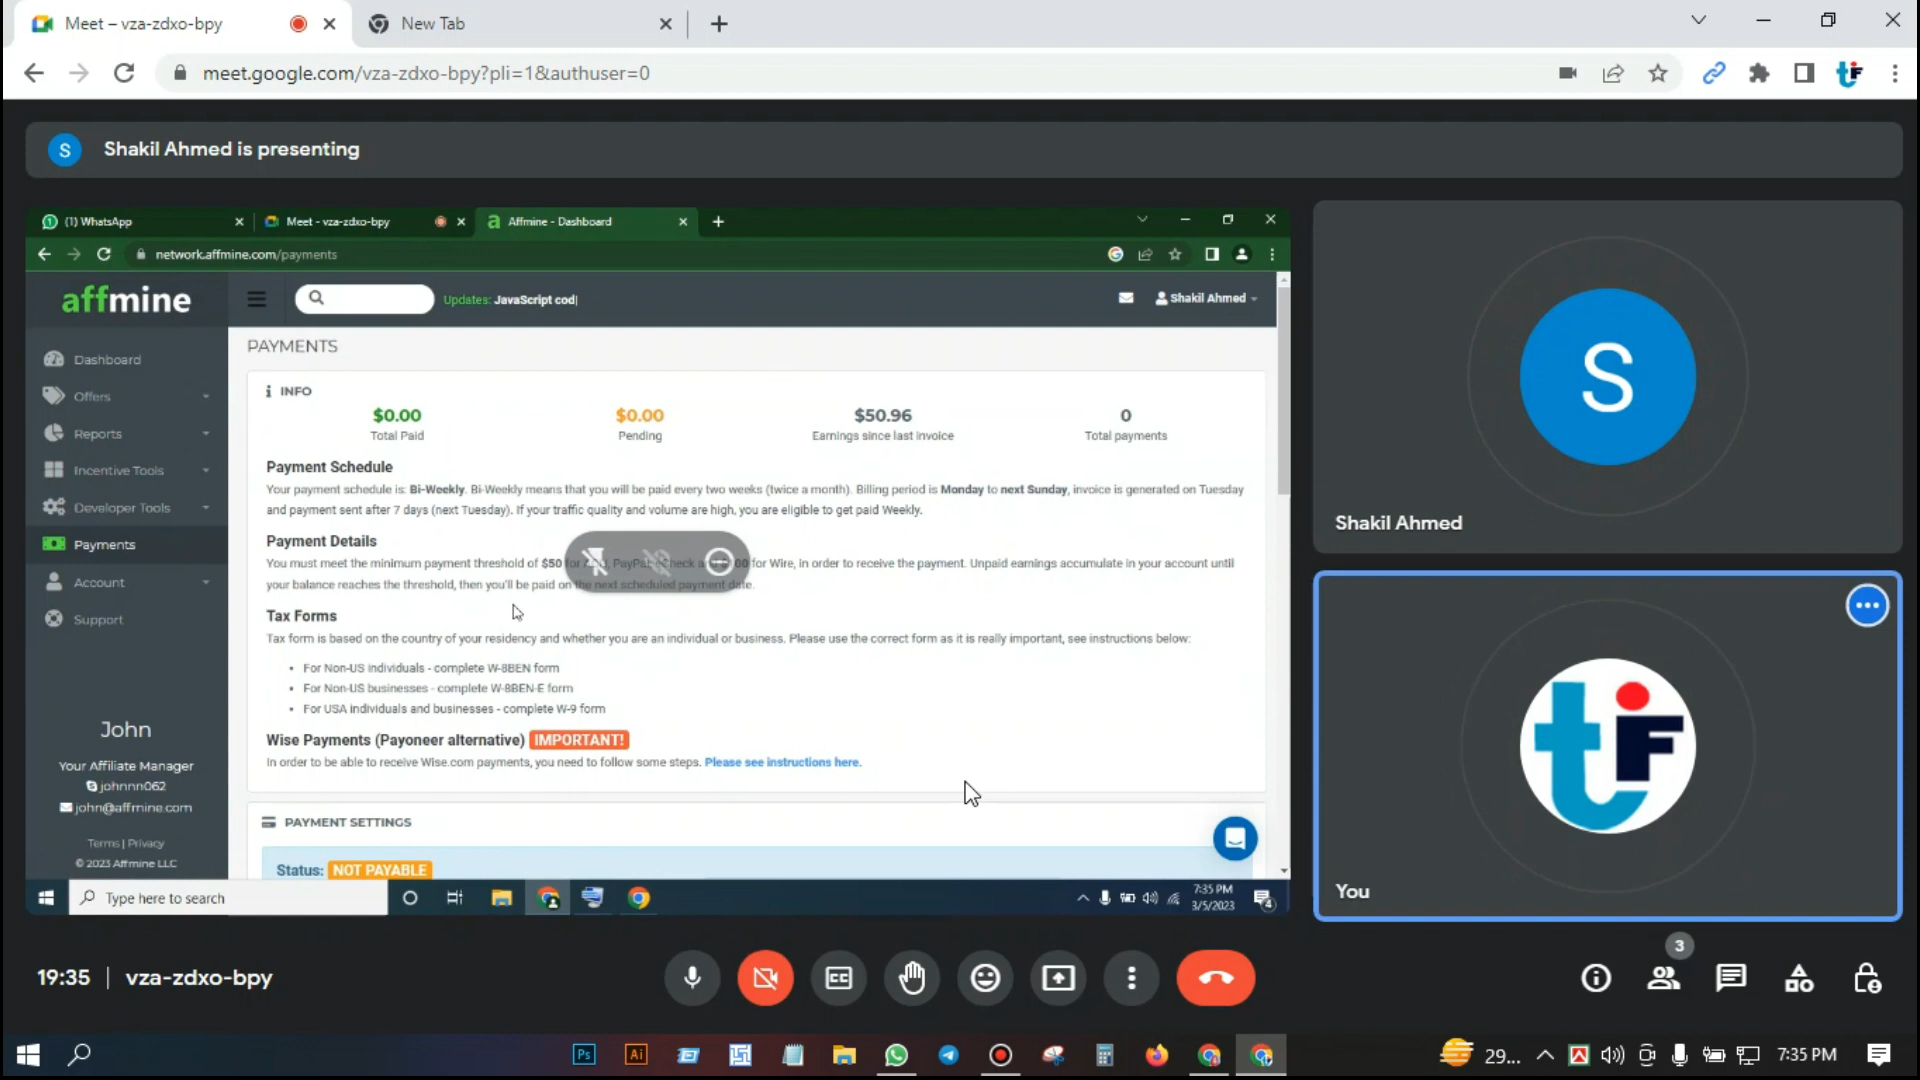 Meet – vza-zdxo-bpy
New Tab
meet.google.com/vza-zdxo-bpy?pli=1&authuser=0
S
Shakil Ahmed is presenting
(1) WhatsApp
Meet - vza-zdxo-bpy
Affmine - Dashboard
network.affmine.com/payments
affmine
Updates: JavaScript cod|
Shakil Ahmed
Dashboard
Offers
Reports
Incentive Tools
Developer Tools
Payments
Account
Support
John
Your Affiliate Manager
johnnn062
john@affmine.com
Terms | Privacy
© 2023 Affmine LLC
PAYMENTS
INFO
$0.00
Total Paid
$0.00
Pending
$50.96
Earnings since last invoice
0
Total payments
Payment Schedule
Your payment schedule is: Bi-Weekly. Bi-Weekly means that you will be paid every two weeks (twice a month). Billing period is Monday to next Sunday, invoice is generated on Tuesday
and payment sent after 7 days (next Tuesday). If your traffic quality and volume are high, you are eligible to get paid Weekly.
Payment Details
You must meet the minimum payment threshold of $50 for Wire, in order to receive the payment. Unpaid earnings accumulate in your account until
your balance reaches the threshold, then you'll be paid on the next scheduled payment date.
Tax Forms
Tax form is based on the country of your residency and whether you are an individual or business. Please use the correct form as it is really important, see instructions below:
• For Non-US individuals - complete W-8BEN form
• For Non-US businesses - complete W-8BEN-E form
• For USA individuals and businesses - complete W-9 form
Wise Payments (Payoneer alternative) IMPORTANT!
In order to be able to receive Wise.com payments, you need to follow some steps. Please see instructions here.
PAYMENT SETTINGS
Status: NOT PAYABLE
Type here to search
7:35 PM
3/5/2023
4
S
Shakil Ahmed
tiF
You
19:35 | vza-zdxo-bpy
CC
3
Ps
Ai
29...
7:35 PM